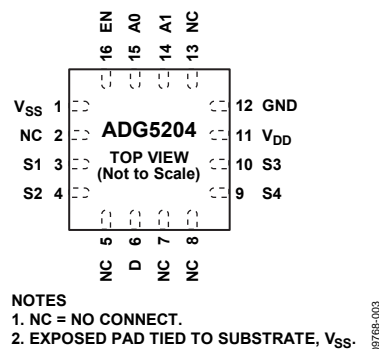 16 EN
15 A0
14 A1
13 NC
VSS 1
NC 2
S1 3
S2 4
ADG5204
TOP VIEW
(Not to Scale)
12 GND
11 VDD
10 S3
9 S4
NC 5
D 6
NC 7
NC 8
NOTES
1. NC = NO CONNECT.
2. EXPOSED PAD TIED TO SUBSTRATE, VSS.
09768-003